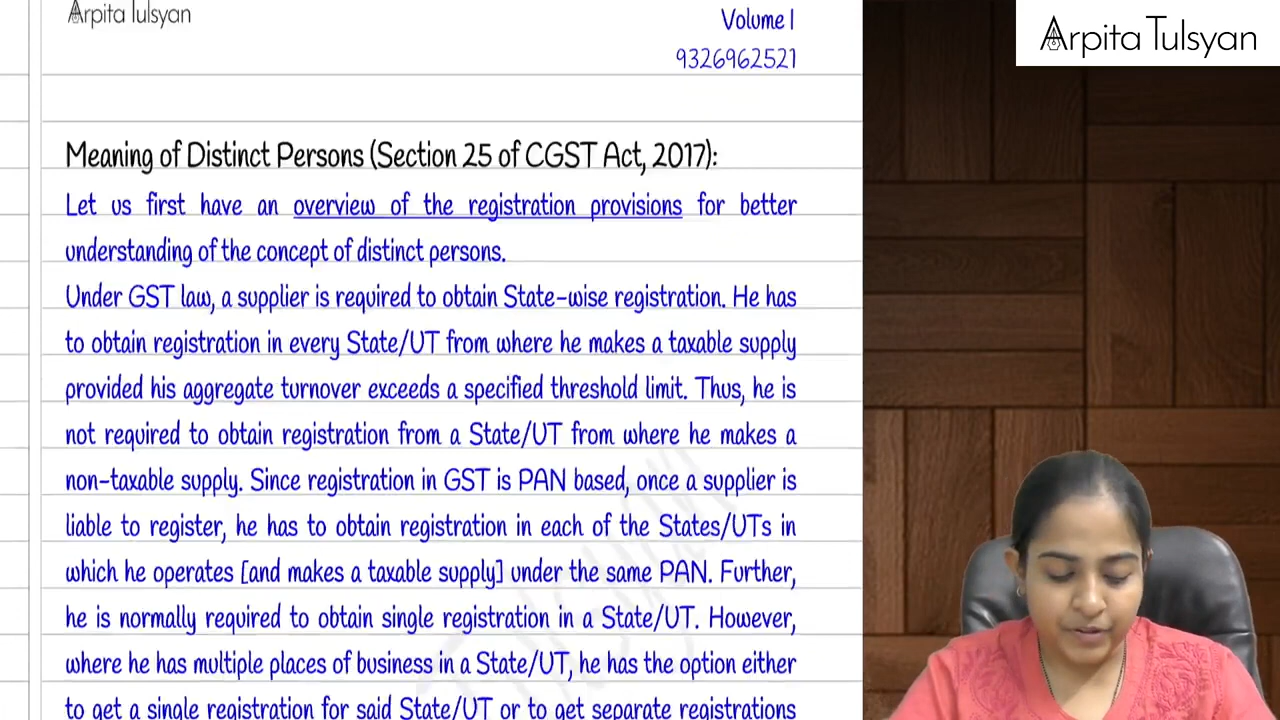 Arpita Tulsyan
Volume I
9326962521
Arpita Tulsyan
Meaning of Distinct Persons (Section 25 of CGST Act, 2017):
Let us first have an overview of the registration provisions for better
understanding of the concept of distinct persons.
Under GST law, a supplier is required to obtain State-wise registration. He has
to obtain registration in every State/UT from where he makes a taxable supply
provided his aggregate turnover exceeds a specified threshold limit. Thus, he is
not required to obtain registration from a State/UT from where he makes a
non-taxable supply. Since registration in GST is PAN based, once a supplier is
liable to register, he has to obtain registration in each of the States/UTs in
which he operates [and makes a taxable supply] under the same PAN. Further,
he is normally required to obtain single registration in a State/UT. However,
where he has multiple places of business in a State/UT, he has the option either
to get a single registration for said State/UT or to get separate registrations
Tulsyan